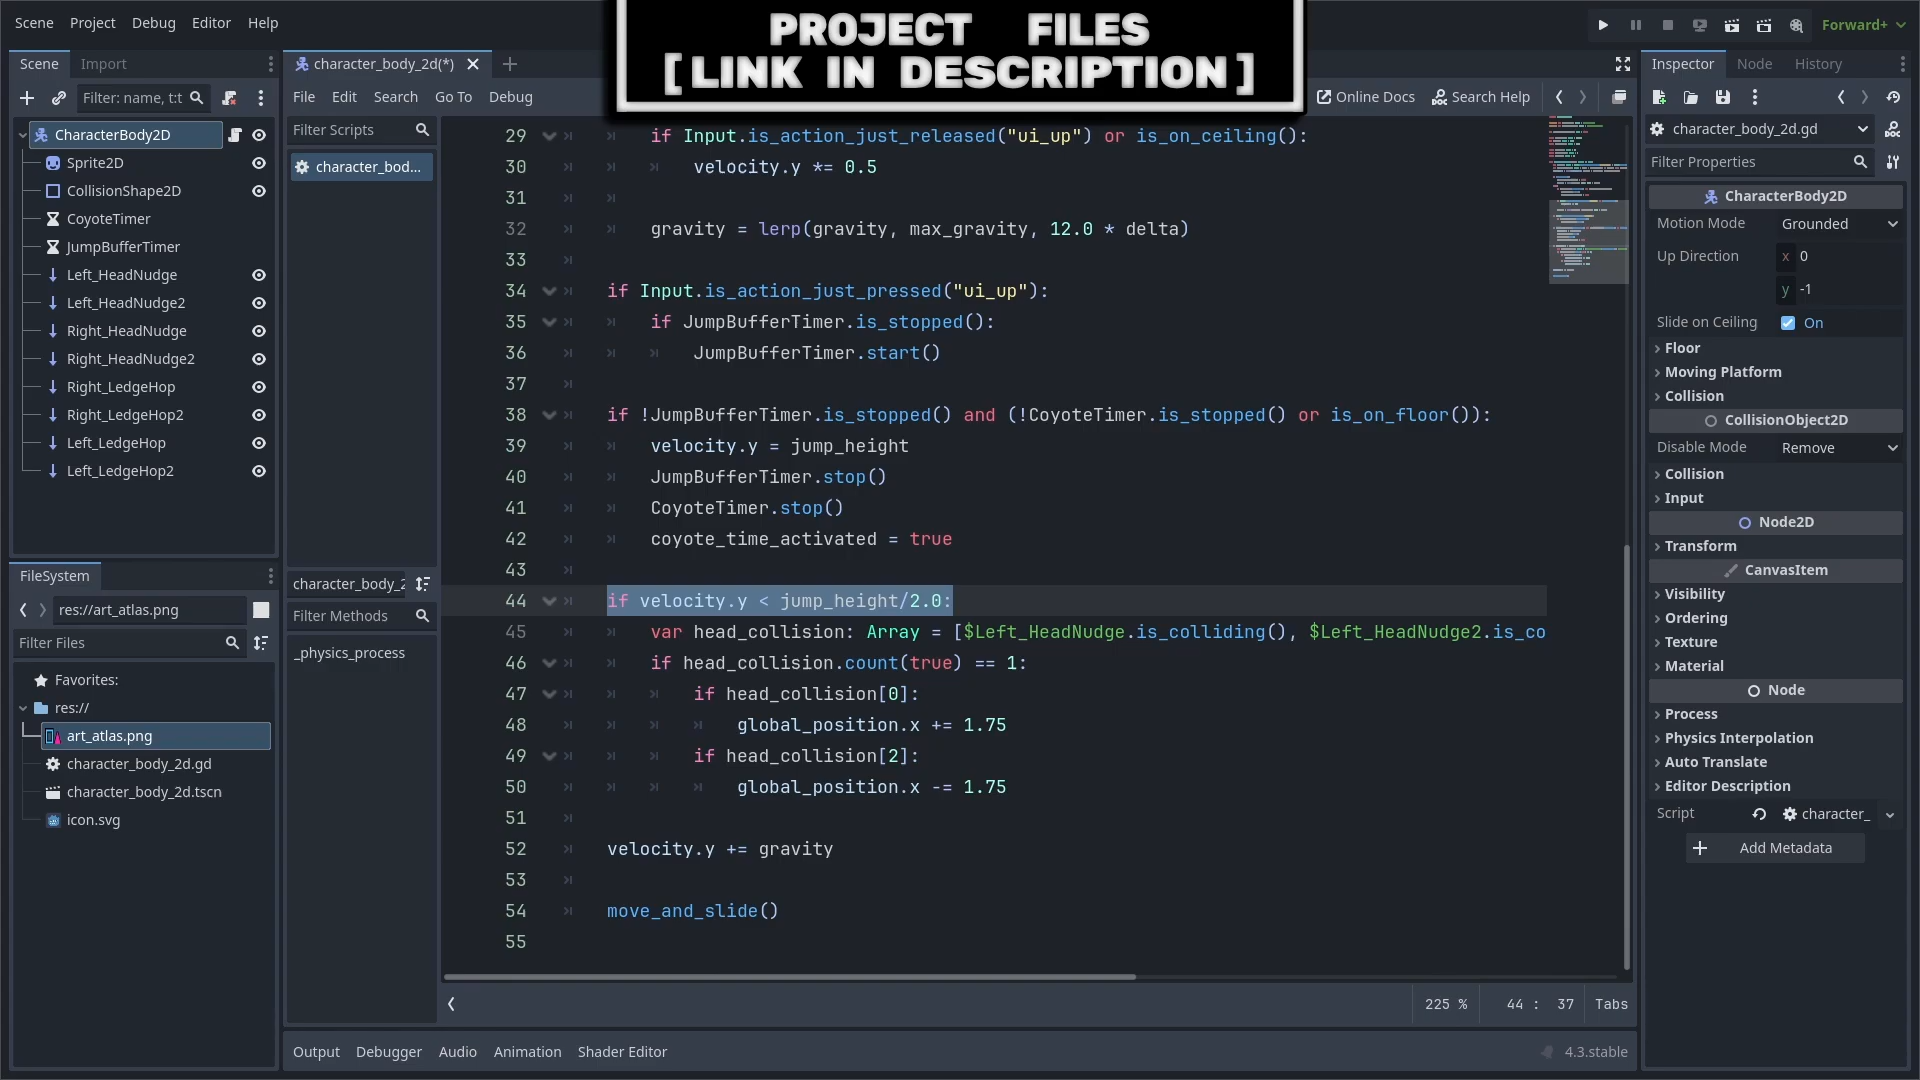 Scene Project Debug Editor Help
PROJECT FILES
[LINK IN DESCRIPTION]
Forward+
Scene Import
Filter: name, t:t
CharacterBody2D
Sprite2D
CollisionShape2D
CoyoteTimer
JumpBufferTimer
Left_HeadNudge
Left_HeadNudge2
Right_HeadNudge
Right_HeadNudge2
Right_LedgeHop
Right_LedgeHop2
Left_LedgeHop
Left_LedgeHop2
FileSystem
res://art_atlas.png
Filter Files
Favorites:
res://
art_atlas.png
character_body_2d.gd
character_body_2d.tscn
icon.svg
character_body_2d(*)
File Edit Search Go To Debug
Online Docs Search Help
Filter Scripts
character_bod...
character_body_2
Filter Methods
_physics_process
29 if Input.is_action_just_released("ui_up") or is_on_ceiling():
30 velocity.y *= 0.5
31
32 gravity = lerp(gravity, max_gravity, 12.0 * delta)
33
34 if Input.is_action_just_pressed("ui_up"):
35 if JumpBufferTimer.is_stopped():
36 JumpBufferTimer.start()
37
38 if !JumpBufferTimer.is_stopped() and (!CoyoteTimer.is_stopped() or is_on_floor()):
39 velocity.y = jump_height
40 JumpBufferTimer.stop()
41 CoyoteTimer.stop()
42 coyote_time_activated = true
43
44 if velocity.y < jump_height/2.0:
45 var head_collision: Array = [$Left_HeadNudge.is_colliding(), $Left_HeadNudge2.is_co
46 if head_collision.count(true) == 1:
47 if head_collision[0]:
48 global_position.x += 1.75
49 if head_collision[2]:
50 global_position.x -= 1.75
51
52 velocity.y += gravity
53
54 move_and_slide()
55
225 % 44 : 37 Tabs
Output Debugger Audio Animation Shader Editor
4.3.stable
Inspector Node History
character_body_2d.gd
Filter Properties
CharacterBody2D
Motion Mode Grounded
Up Direction x 0
y -1
Slide on Ceiling On
Floor
Moving Platform
Collision
CollisionObject2D
Disable Mode Remove
Collision
Input
Node2D
Transform
CanvasItem
Visibility
Ordering
Texture
Material
Node
Process
Physics Interpolation
Auto Translate
Editor Description
Script character_
Add Metadata